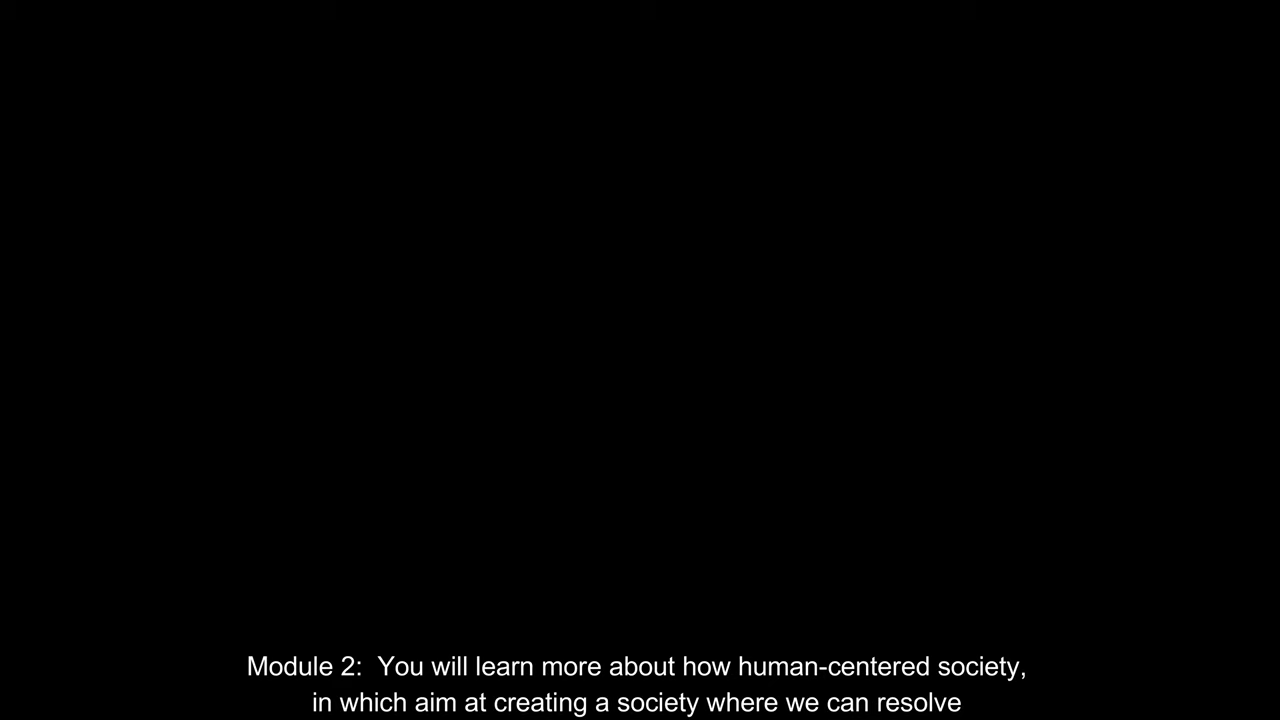 Module 2:  You will learn more about how human-centered society,
in which aim at creating a society where we can resolve